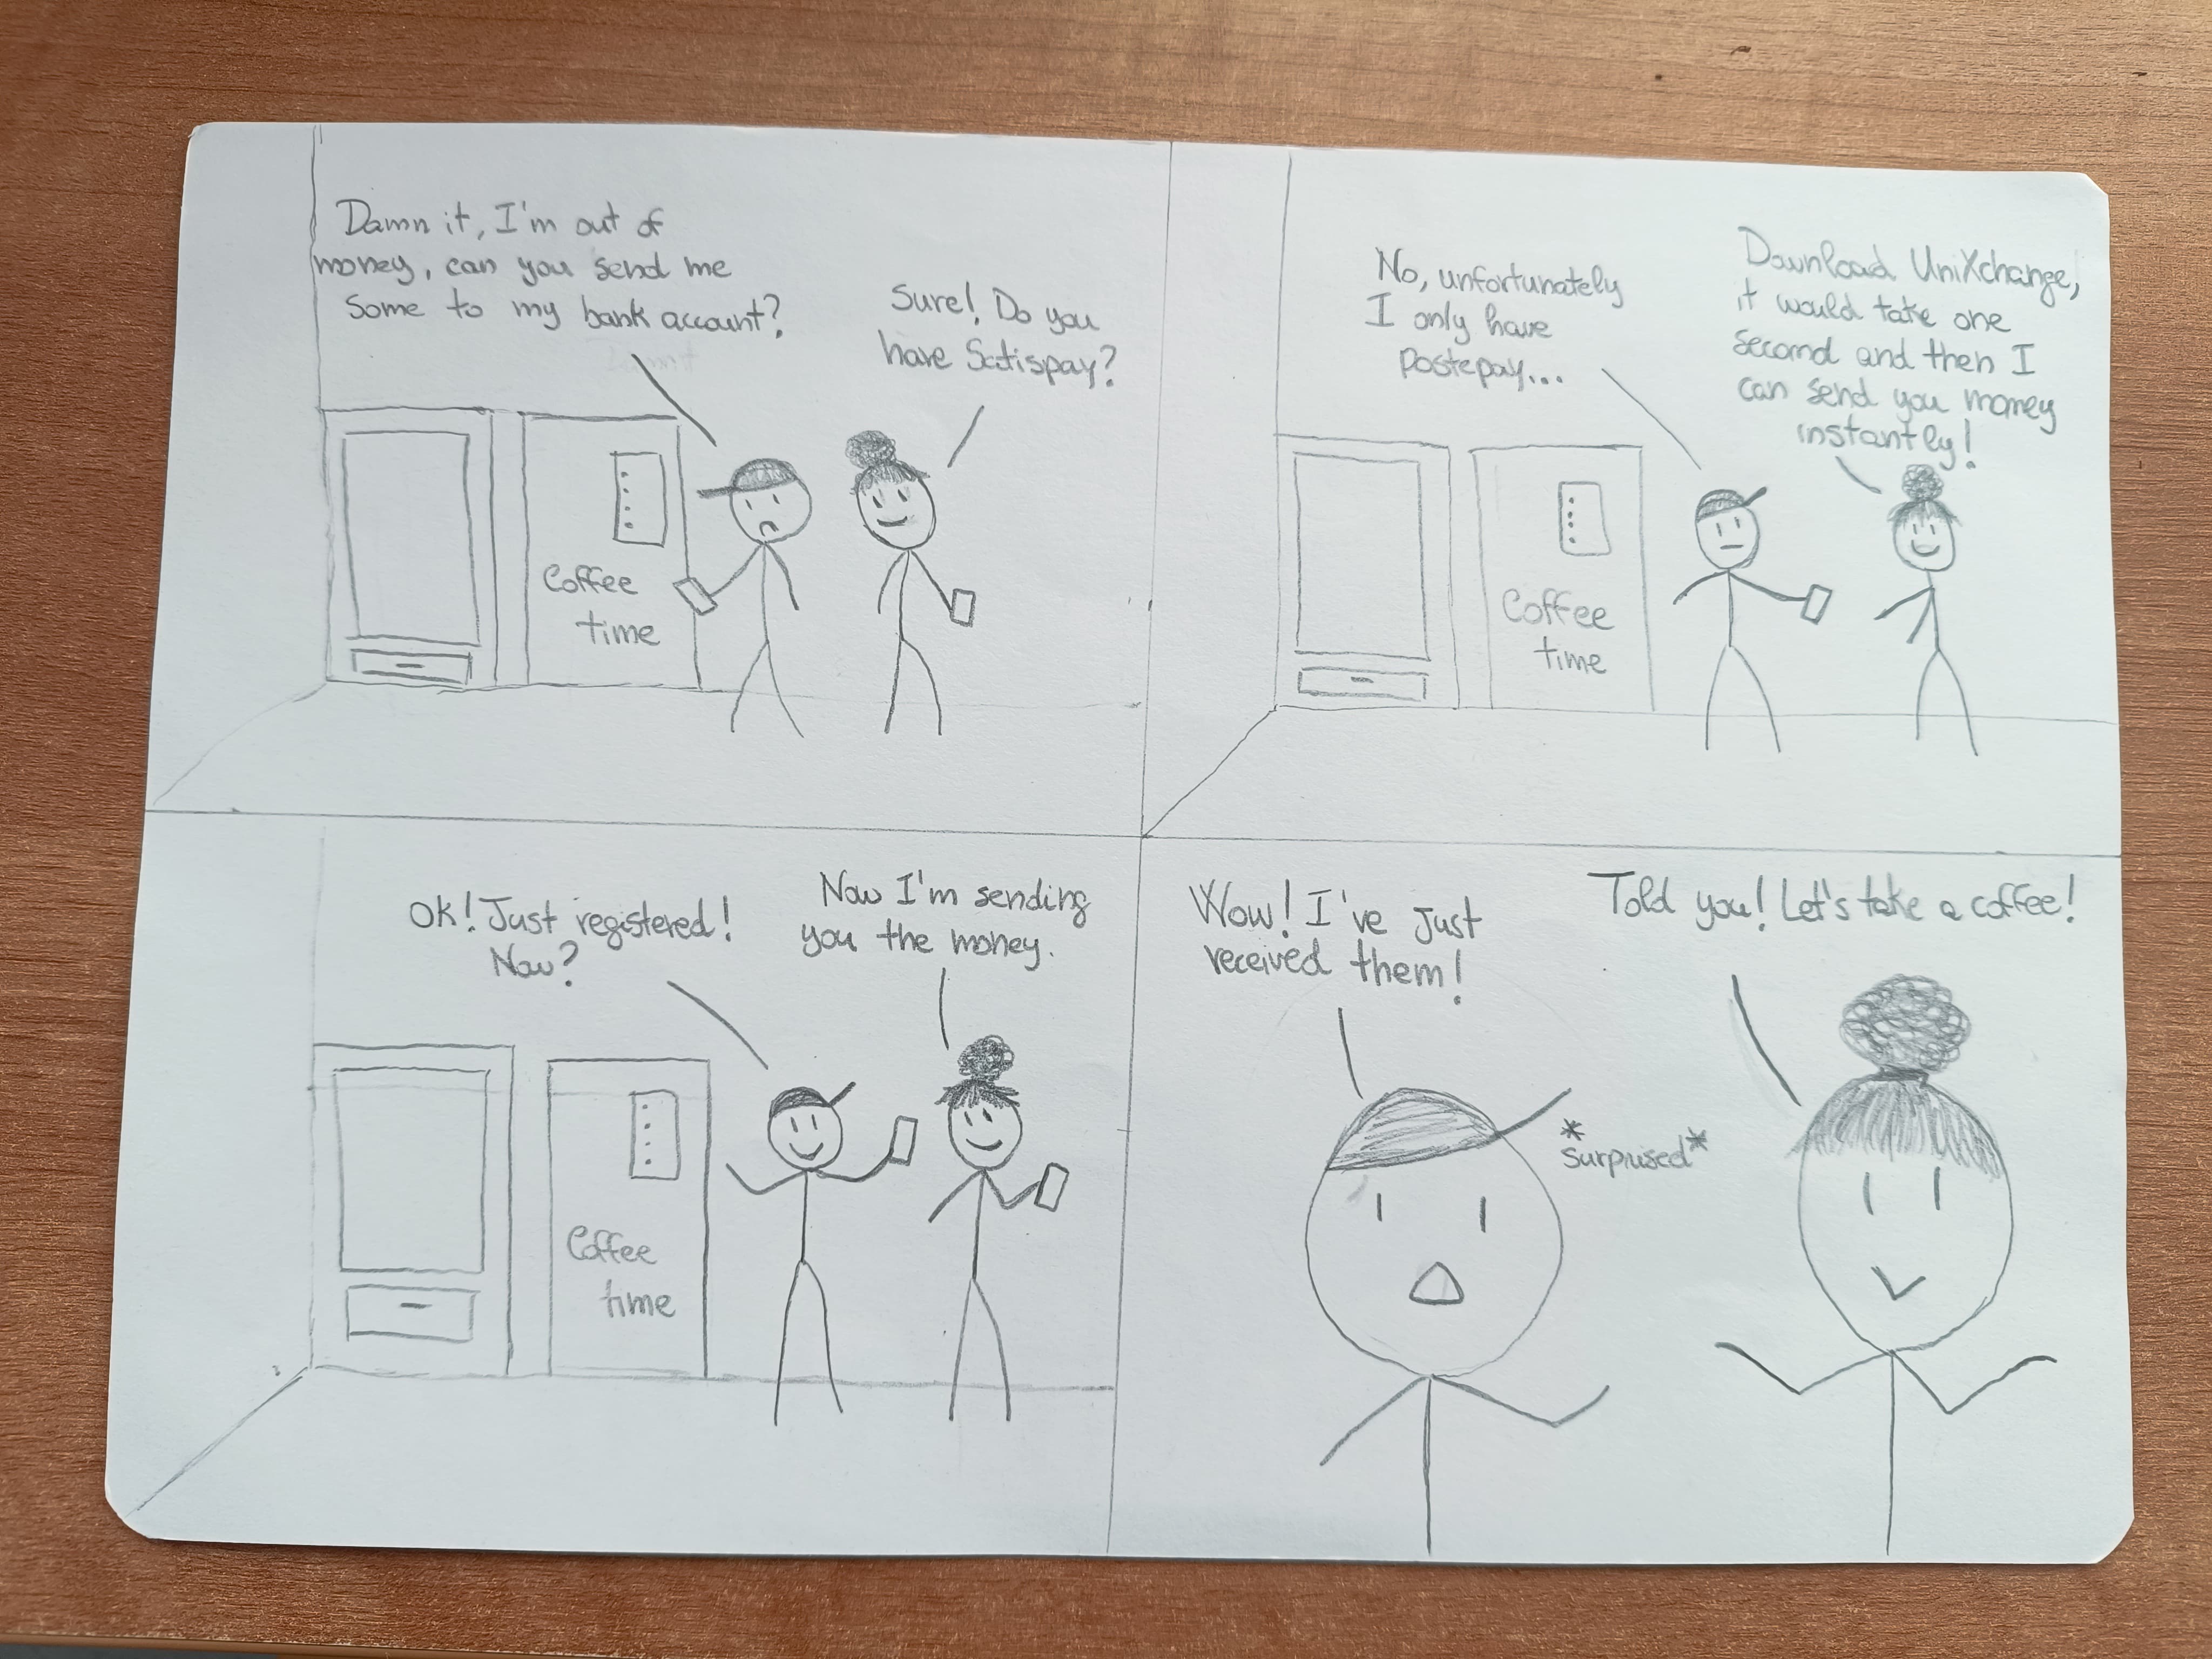 Damn it, I'm out of
money, can you send me
some to my bank account?
Sure! Do you
have Satispay?
Coffee
time
No, unfortunately
I only have
Postepay...
Download UniXchange,
it would take one
second and then I
can send you money
instantly!
Coffee
time
OK! Just registered!
Now?
Now I'm sending
you the money.
Coffee
time
Wow! I've just
received them!
*surprised*
Told you! Let's take a coffee!